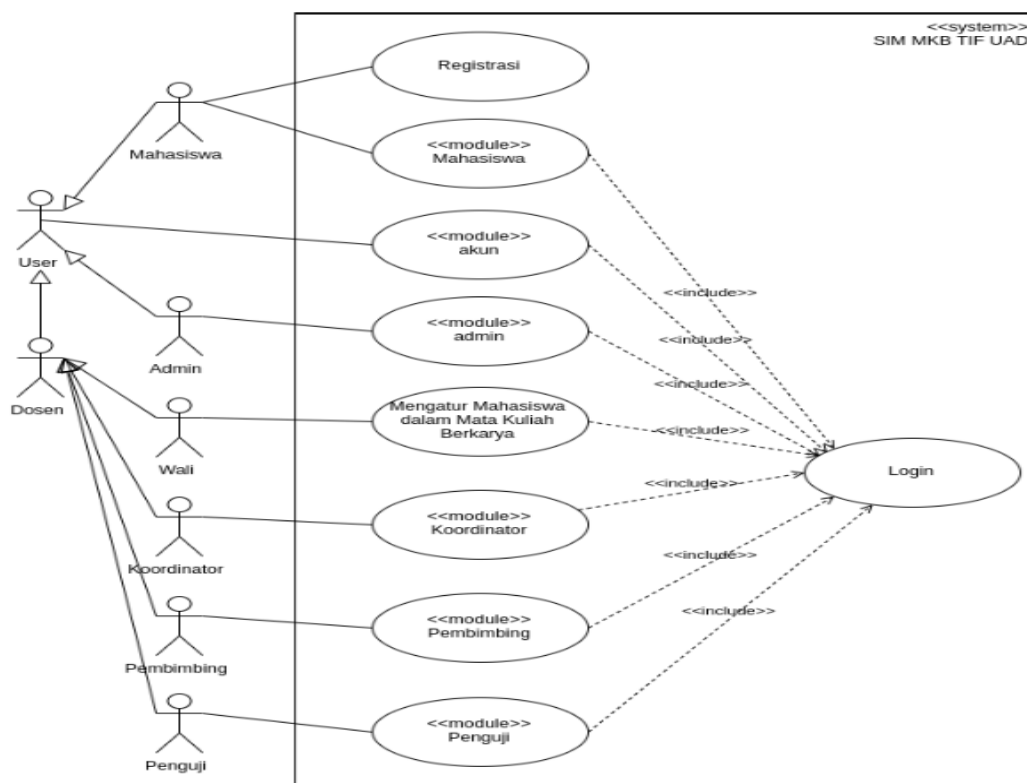 <<system>>
SIM MKB TIF UAD
Registrasi
Mahasiswa
<<module>>
Mahasiswa
User
<<module>>
akun
<<include>>
<<include>>
Admin
<<module>>
admin
<<include>>
Dosen
Wali
Mengatur Mahasiswa
dalam Mata Kuliah
Berkarya
<<include>>
Login
Koordinator
<<module>>
Koordinator
<<include>>
Pembimbing
<<module>>
Pembimbing
<<include>>
Penguji
<<module>>
Penguji
<<include>>